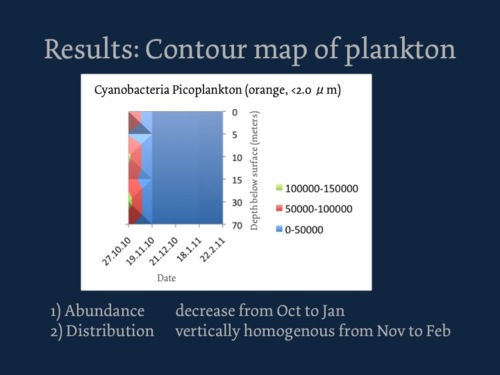 Results: Contour map of plankton
Cyanobacteria Picoplankton (orange, <2.0 μ m)
0
5
10
15
30
70
Depth below surface (meters)
27.10.10
19.11.10
21.12.10
18.1.11
22.2.11
Date
100000-150000
50000-100000
0-50000
1) Abundance decrease from Oct to Jan
2) Distribution vertically homogenous from Nov to Feb